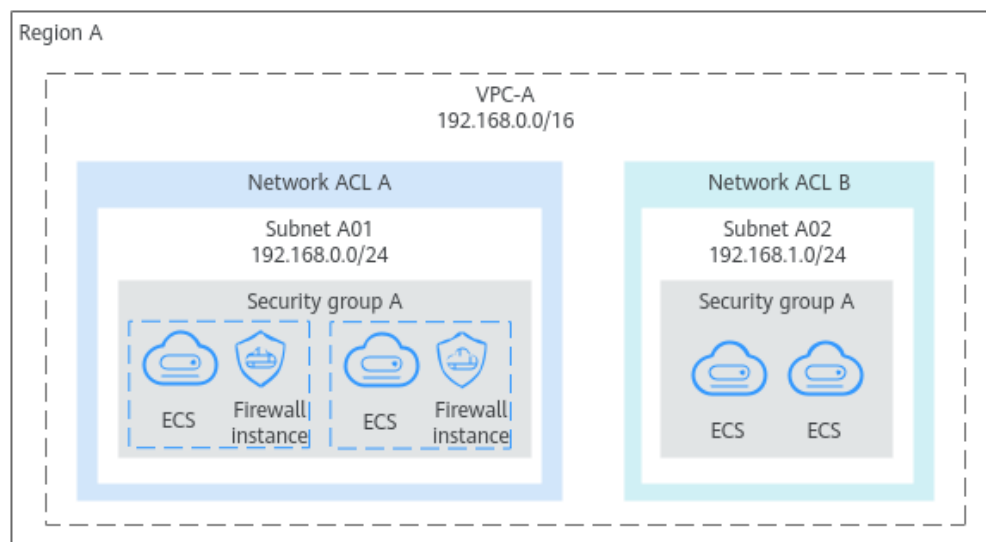 Region A
VPC-A
192.168.0.0/16
Network ACL A
Subnet A01
192.168.0.0/24
Security group A
ECS
Firewall
instance
ECS
Firewall
instance
Network ACL B
Subnet A02
192.168.1.0/24
Security group A
ECS
ECS